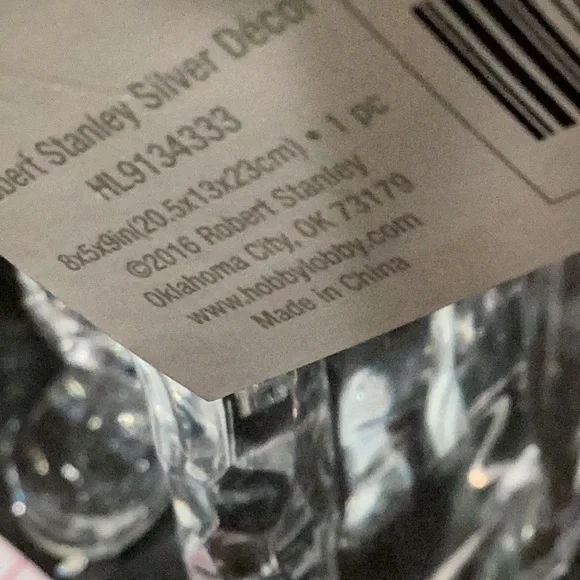 bert Stanley Silver Décor
HL9134333
8x5x9in(20.5x13x23cm) • 1 pc
©2016 Robert Stanley
Oklahoma City, OK 73179
www.hobbylobby.com
Made in China